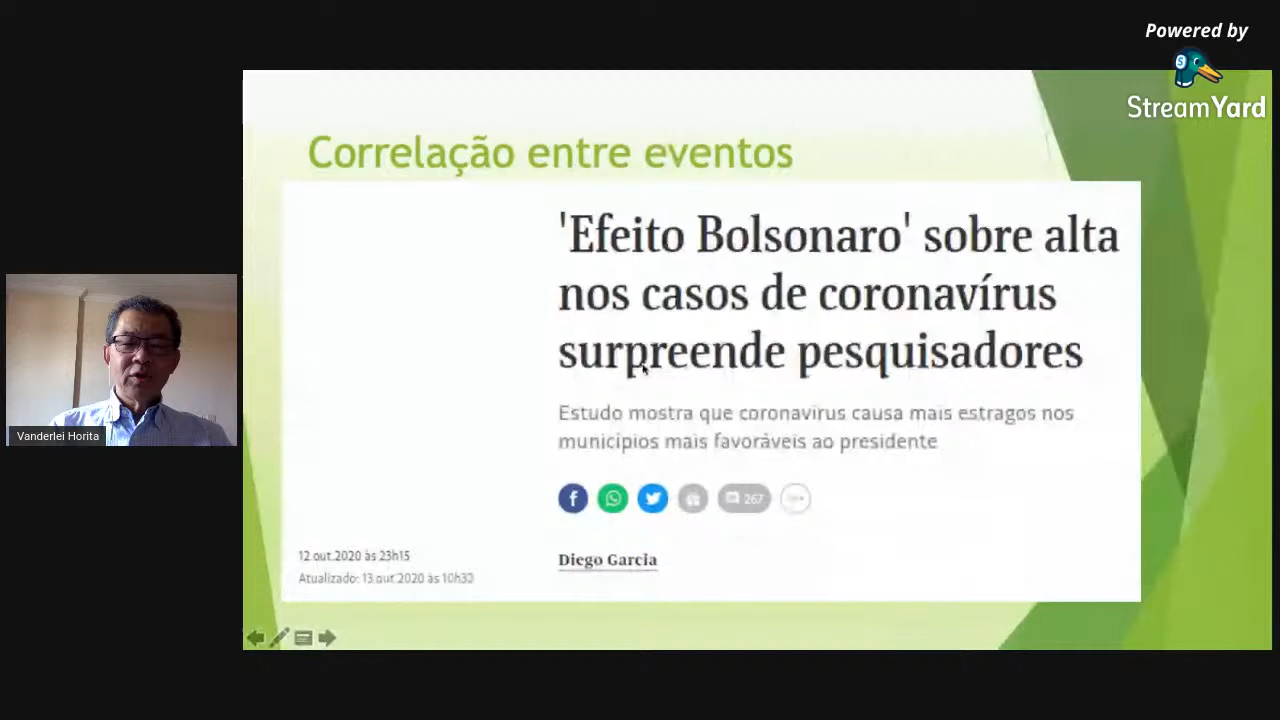 Powered by
StreamYard
Correlação entre eventos
'Efeito Bolsonaro' sobre alta
nos casos de coronavírus
surpreende pesquisadores
Estudo mostra que coronavírus causa mais estragos nos
municípios mais favoráveis ao presidente
267
12.out.2020 às 23h15
Atualizado: 13.out.2020 às 10h30
Diego Garcia
Vanderlei Horita